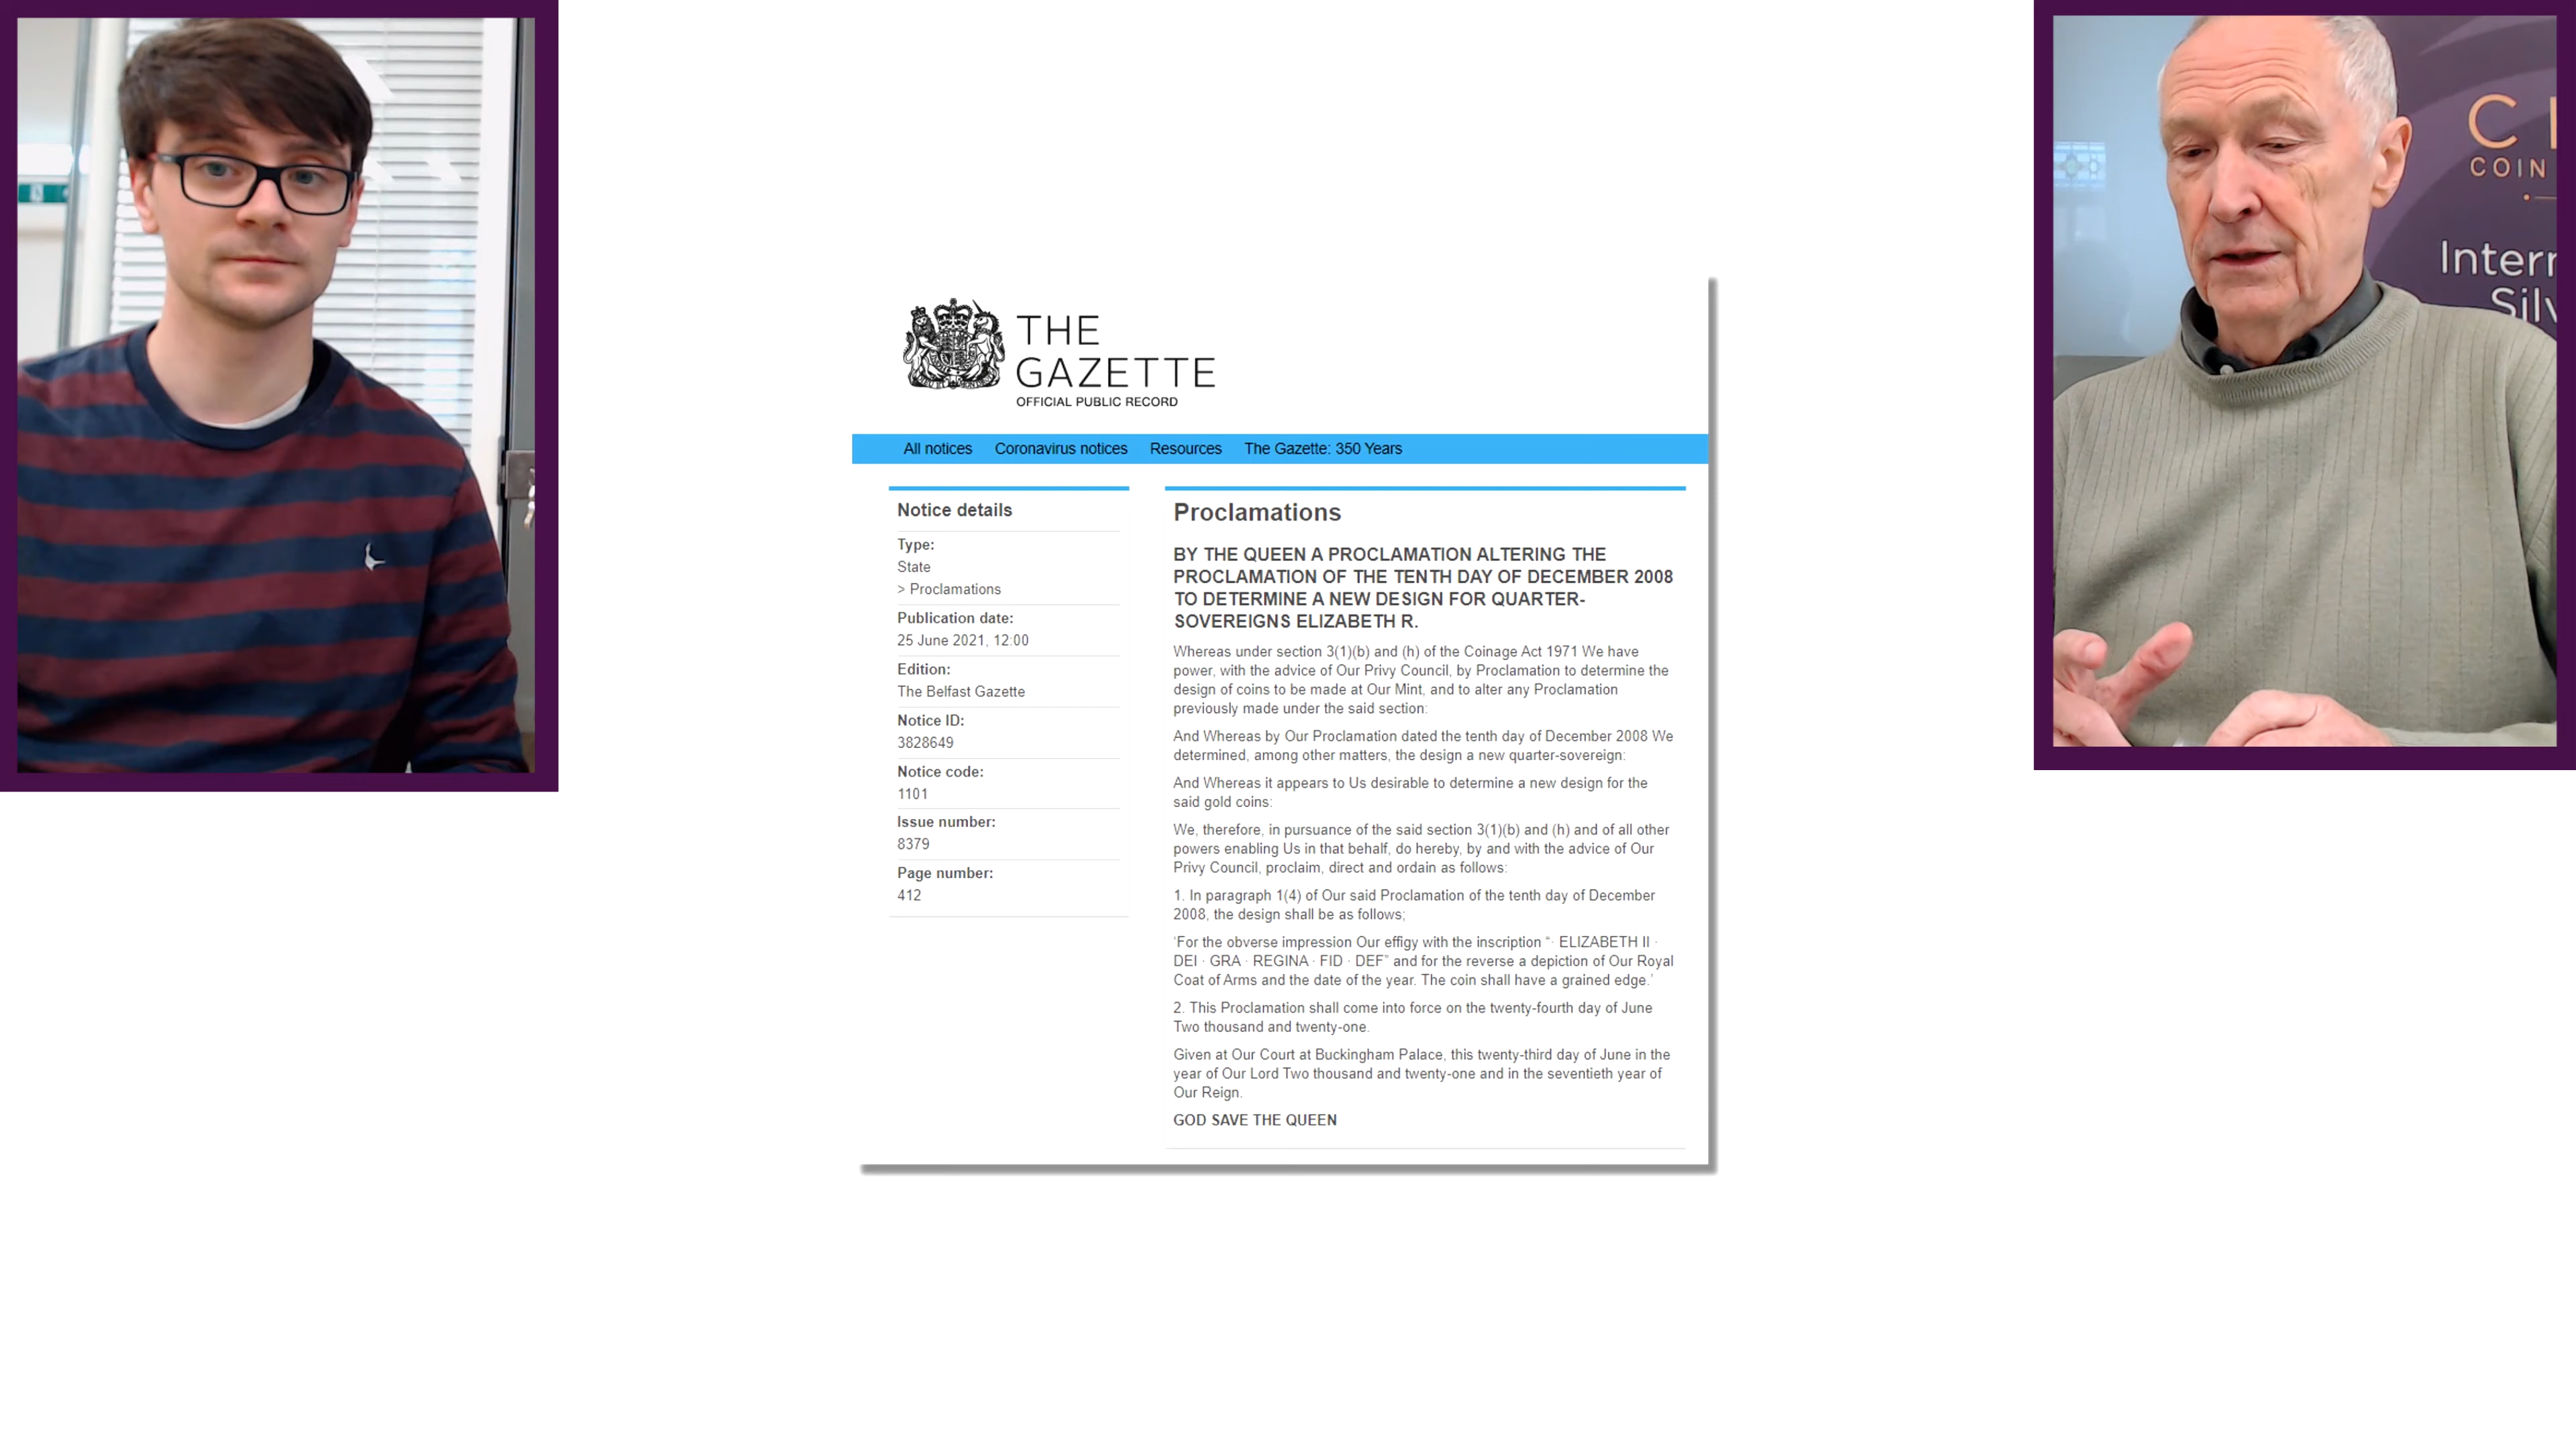 C
COIN
Intern
Silv
THE
GAZETTE
OFFICIAL PUBLIC RECORD
All notices Coronavirus notices Resources The Gazette: 350 Years
Notice details
Type:
State
> Proclamations
Publication date:
25 June 2021, 12:00
Edition:
The Belfast Gazette
Notice ID:
3828649
Notice code:
1101
Issue number:
8379
Page number:
412
Proclamations
BY THE QUEEN A PROCLAMATION ALTERING THE
PROCLAMATION OF THE TENTH DAY OF DECEMBER 2008
TO DETERMINE A NEW DESIGN FOR QUARTER-
SOVEREIGNS ELIZABETH R.
Whereas under section 3(1)(b) and (h) of the Coinage Act 1971 We have
power, with the advice of Our Privy Council, by Proclamation to determine the
design of coins to be made at Our Mint, and to alter any Proclamation
previously made under the said section:
And Whereas by Our Proclamation dated the tenth day of December 2008 We
determined, among other matters, the design a new quarter-sovereign:
And Whereas it appears to Us desirable to determine a new design for the
said gold coins:
We, therefore, in pursuance of the said section 3(1)(b) and (h) and of all other
powers enabling Us in that behalf, do hereby, by and with the advice of Our
Privy Council, proclaim, direct and ordain as follows:
1. In paragraph 1(4) of Our said Proclamation of the tenth day of December
2008, the design shall be as follows;
'For the obverse impression Our effigy with the inscription “· ELIZABETH II ·
DEI · GRA · REGINA · FID · DEF” and for the reverse a depiction of Our Royal
Coat of Arms and the date of the year. The coin shall have a grained edge.'
2. This Proclamation shall come into force on the twenty-fourth day of June
Two thousand and twenty-one.
Given at Our Court at Buckingham Palace, this twenty-third day of June in the
year of Our Lord Two thousand and twenty-one and in the seventieth year of
Our Reign.
GOD SAVE THE QUEEN